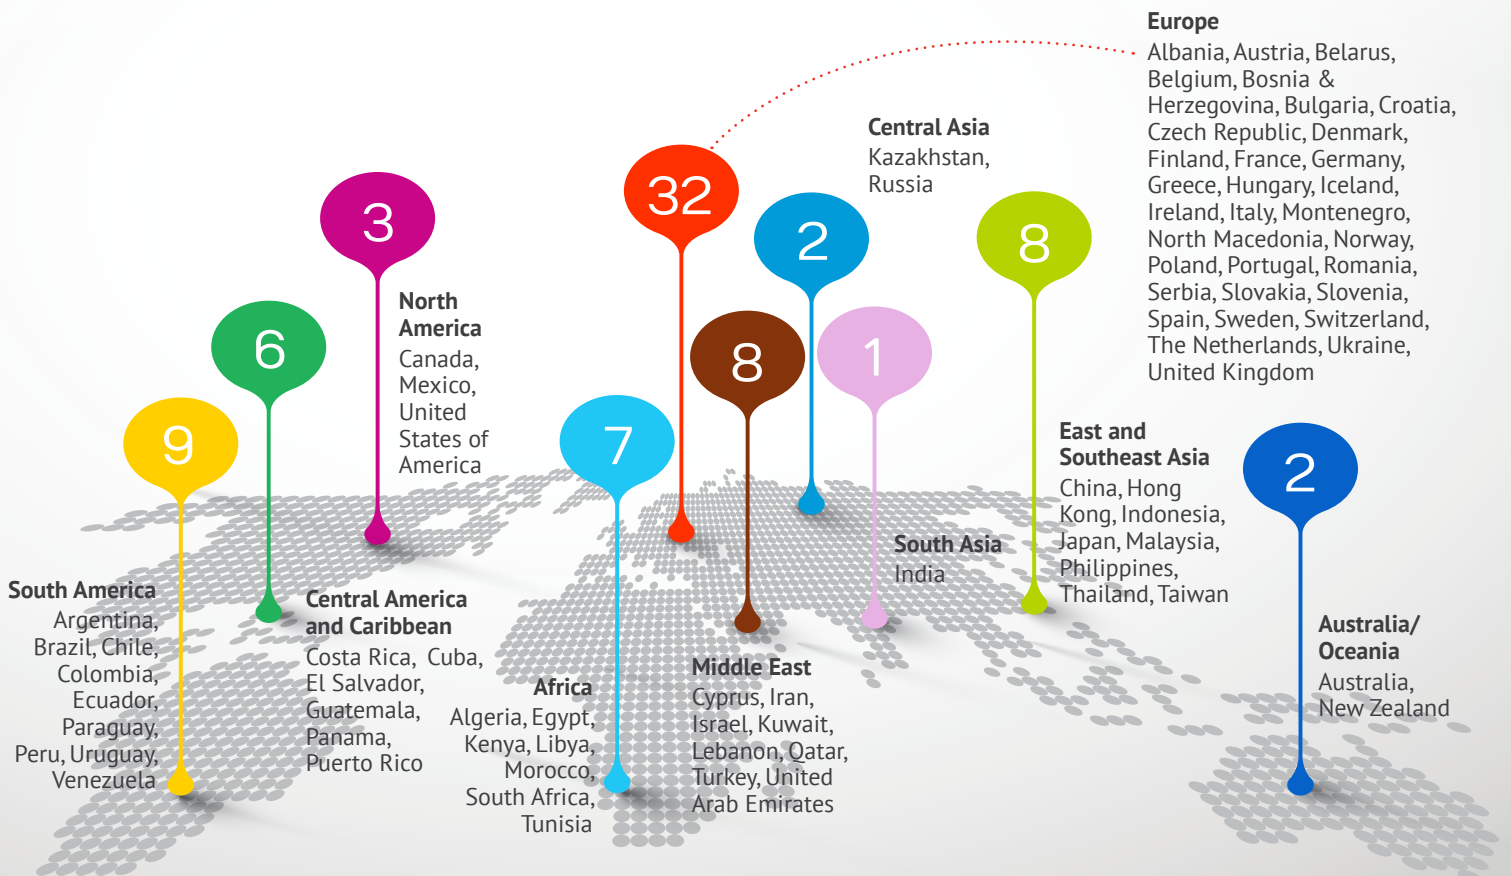 Europe
Albania, Austria, Belarus,
Belgium, Bosnia &
Herzegovina, Bulgaria, Croatia,
Czech Republic, Denmark,
Finland, France, Germany,
Greece, Hungary, Iceland,
Ireland, Italy, Montenegro,
North Macedonia, Norway,
Poland, Portugal, Romania,
Serbia, Slovakia, Slovenia,
Spain, Sweden, Switzerland,
The Netherlands, Ukraine,
United Kingdom
32
Central Asia
Kazakhstan,
Russia
2
3
North
America
Canada,
Mexico,
United
States of
America
8
East and
Southeast Asia
China, Hong
Kong, Indonesia,
Japan, Malaysia,
Philippines,
Thailand, Taiwan
6
Central America
and Caribbean
Costa Rica, Cuba,
El Salvador,
Guatemala,
Panama,
Puerto Rico
8
Middle East
Cyprus, Iran,
Israel, Kuwait,
Lebanon, Qatar,
Turkey, United
Arab Emirates
1
South Asia
India
9
South America
Argentina,
Brazil, Chile,
Colombia,
Ecuador,
Paraguay,
Peru, Uruguay,
Venezuela
7
Africa
Algeria, Egypt,
Kenya, Libya,
Morocco,
South Africa,
Tunisia
2
Australia/
Oceania
Australia,
New Zealand